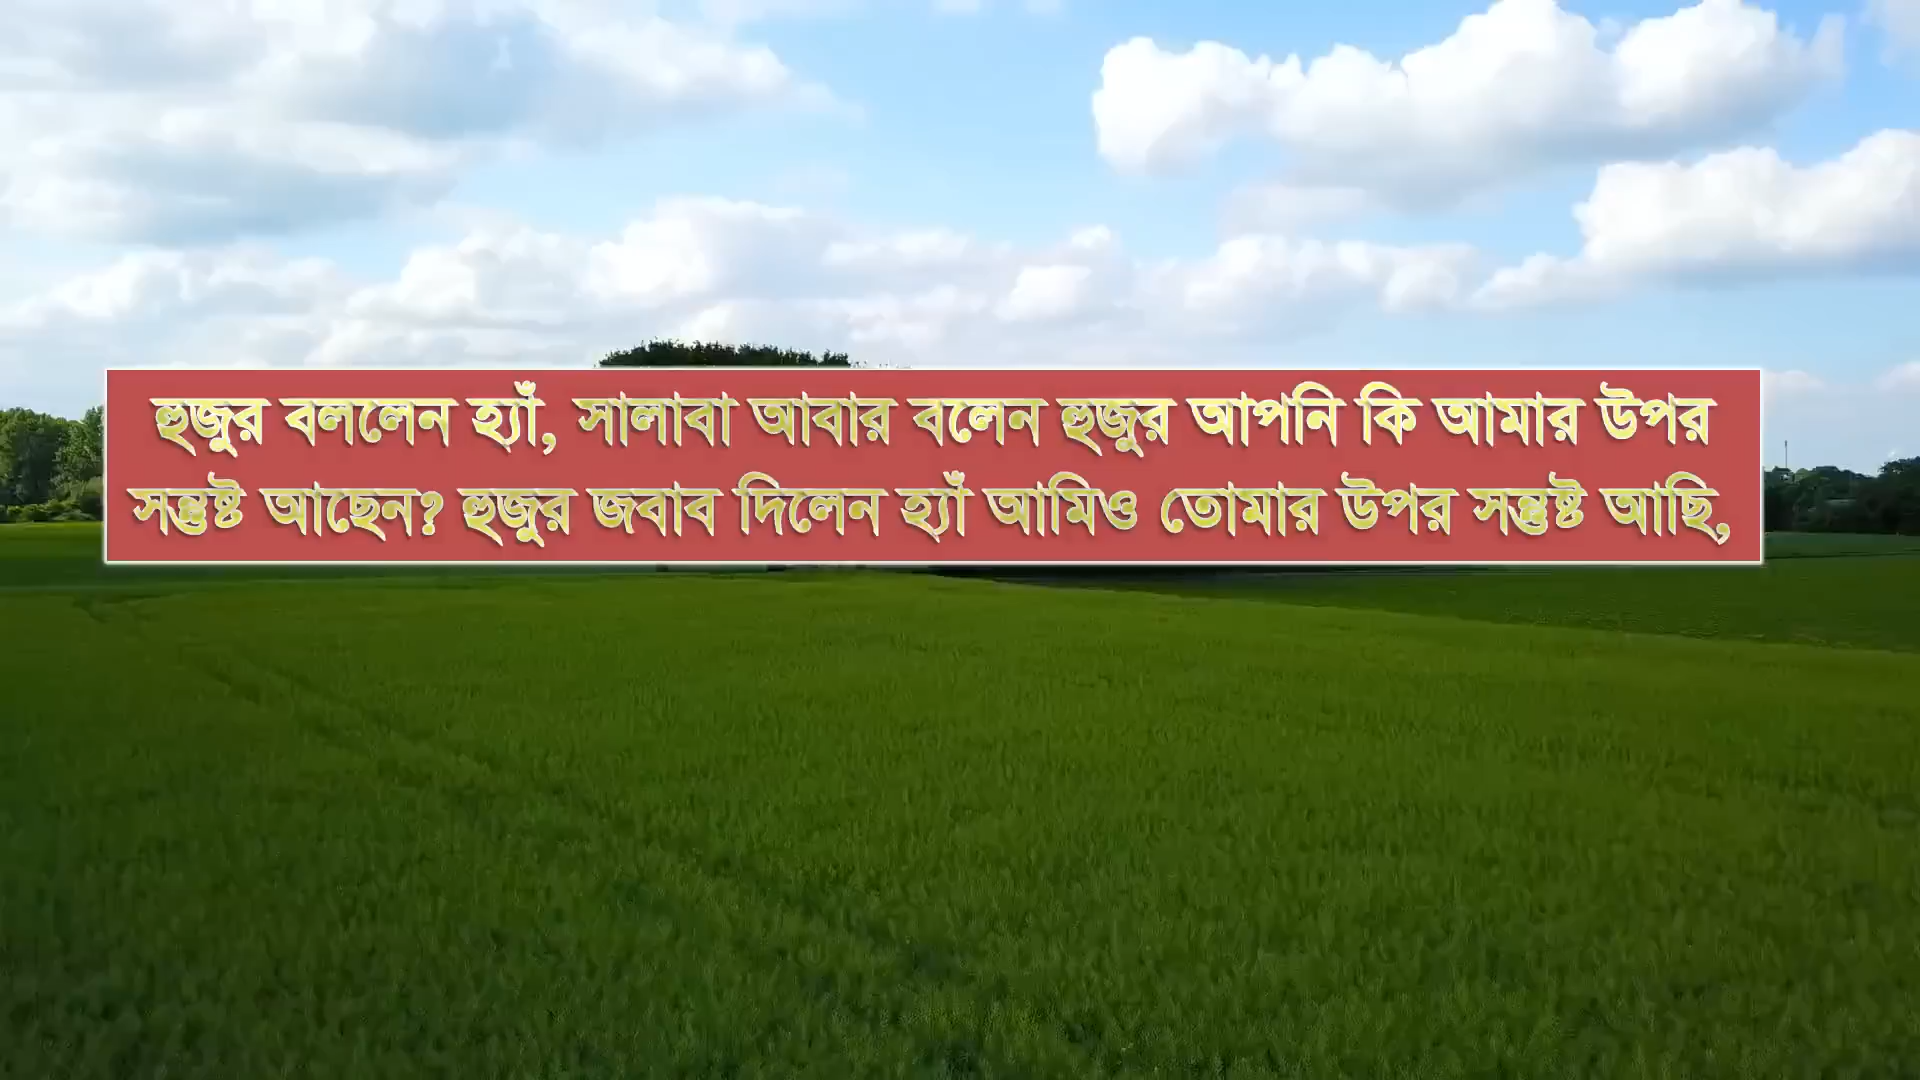 হুজুর বললেন হ্যাঁ, সালাবা আবার বলেন হুজুর আপনি কি আমার উপর
সন্তুষ্ট আছেন? হুজুর জবাব দিলেন হ্যাঁ আমিও তোমার উপর সন্তুষ্ট আছি,